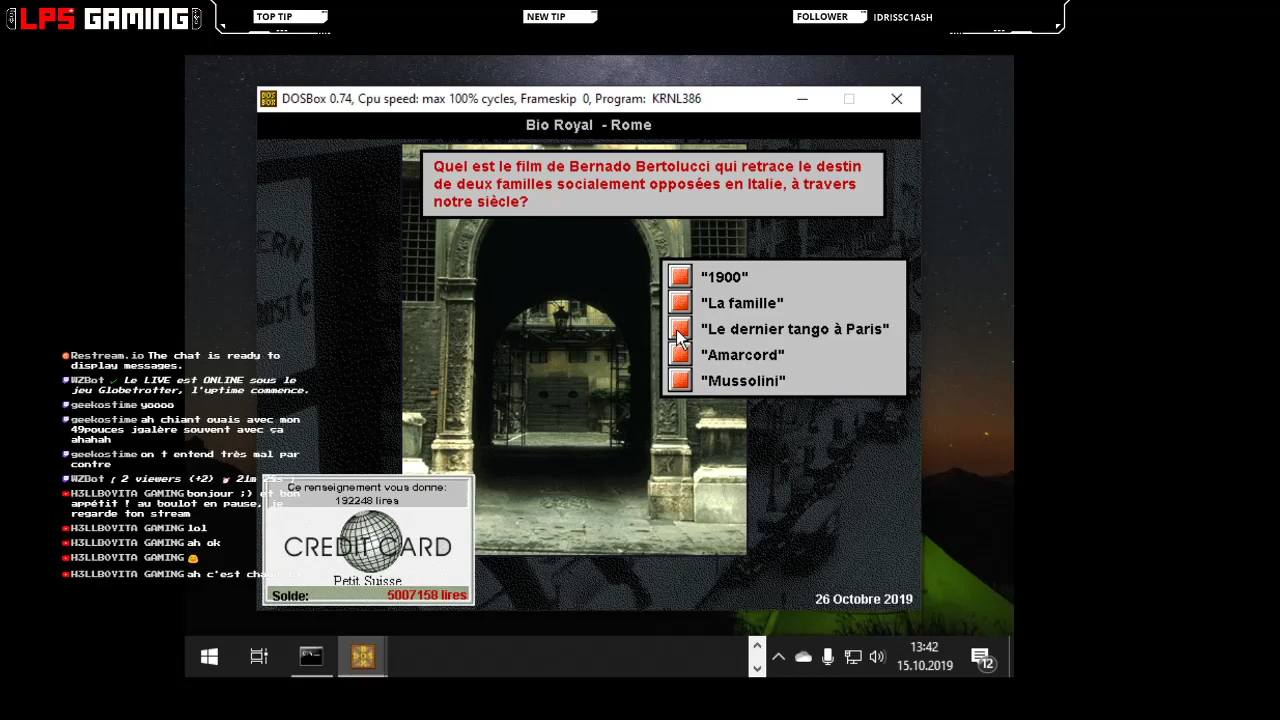 LPS GAMING
TOP TIP
NEW TIP
FOLLOWER
IDRISSC1ASH
DOSBox 0.74, Cpu speed: max 100% cycles, Frameskip 0, Program: KRNL386
Bio Royal - Rome
Quel est le film de Bernado Bertolucci qui retrace le destin
de deux familles socialement opposées en Italie, à travers
notre siècle?
"1900"
"La famille"
"Le dernier tango à Paris"
"Amarcord"
"Mussolini"
Restream.io The chat is ready to
display messages.
WZBot ✓ Le LIVE est ONLINE sous le
jeu Globetrotter, l'uptime commence.
geekostime yoooo
geekostime ah chiant ouais avec mon
49pouces jgalère souvent avec ça
ahahah
geekostime on t entend très mal par
contre
WZBot 2 viewers (+2) 21m 25s
H3LLBOYITA GAMING bonjour ;) et bon
appétit ! au boulot en pause, je
regarde ton stream
H3LLBOYITA GAMING lol
H3LLBOYITA GAMING ah ok
H3LLBOYITA GAMING
H3LLBOYITA GAMING ah c'est chaud
Ce renseignement vous donne:
192248 lires
CREDIT CARD
Petit Suisse
Solde: 5007158 lires
26 Octobre 2019
13:42
15.10.2019
12